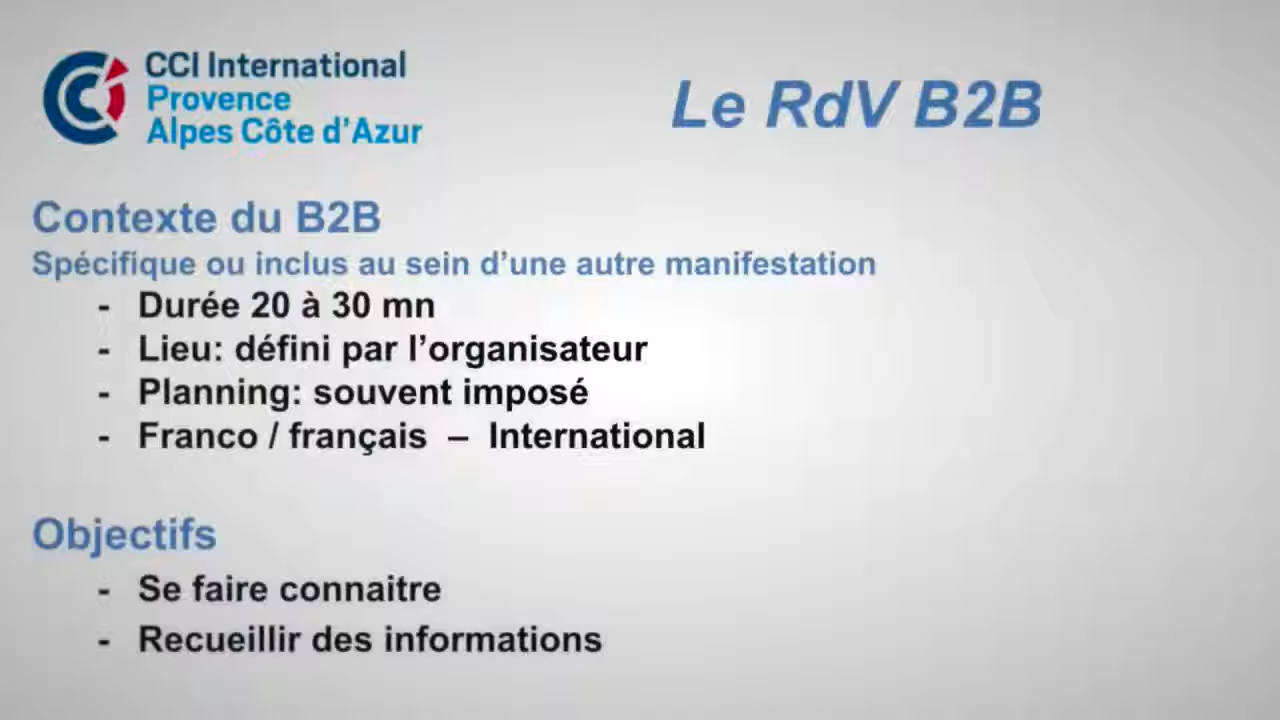 CCI International
Provence
Alpes Côte d’Azur
Le RdV B2B
Contexte du B2B
Spécifique ou inclus au sein d’une autre manifestation
- Durée 20 à 30 mn
- Lieu: défini par l’organisateur
- Planning: souvent imposé
- Franco / français – International
Objectifs
- Se faire connaitre
- Recueillir des informations